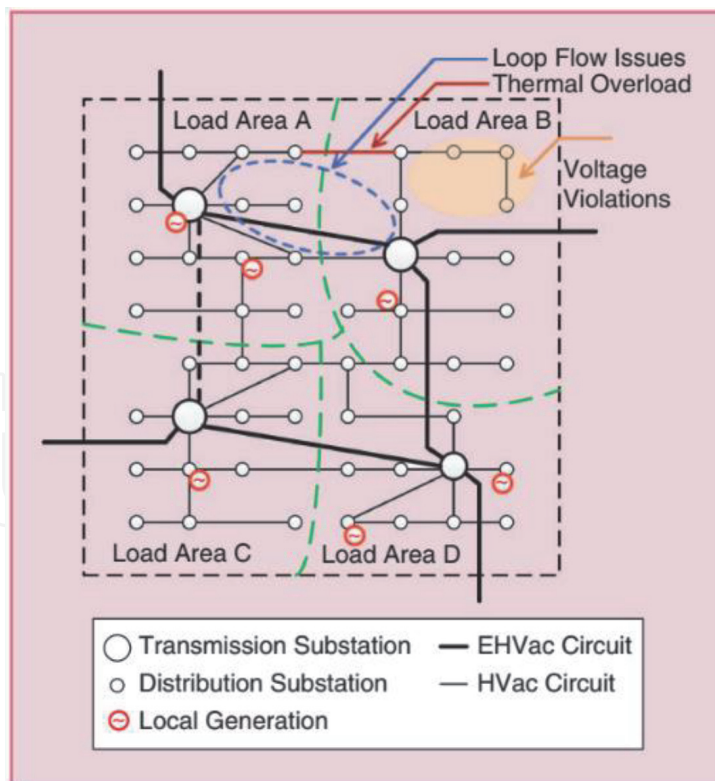 Loop Flow Issues
Thermal Overload
Load Area A
Load Area B
Voltage
Violations
Load Area C
Load Area D
Transmission Substation
EHVac Circuit
Distribution Substation
HVac Circuit
Local Generation